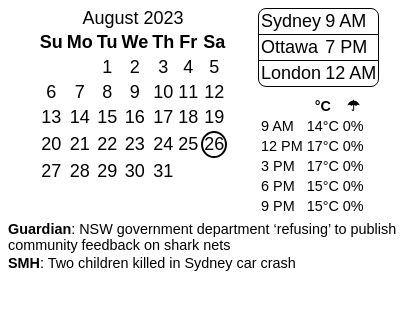 August 2023
Su Mo Tu We Th Fr Sa
1 2 3 4 5
6 7 8 9 10 11 12
13 14 15 16 17 18 19
20 21 22 23 24 25 26
27 28 29 30 31
Sydney 9 AM
Ottawa 7 PM
London 12 AM
°C ☂
9 AM 14°C 0%
12 PM 17°C 0%
3 PM 17°C 0%
6 PM 15°C 0%
9 PM 15°C 0%
Guardian: NSW government department ‘refusing’ to publish
community feedback on shark nets
SMH: Two children killed in Sydney car crash